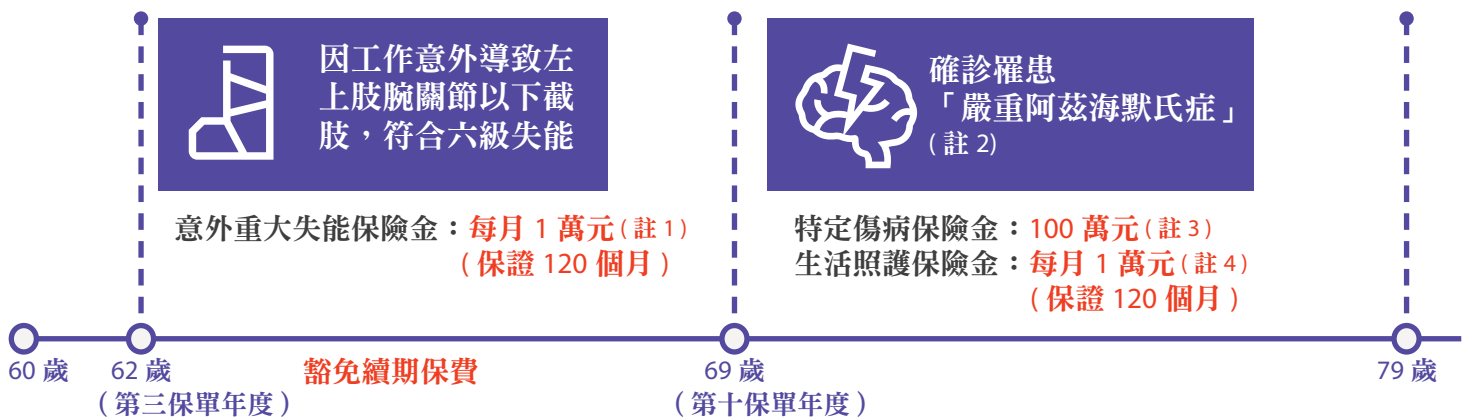 因工作意外導致左
上肢腕關節以下截
肢，符合六級失能
意外重大失能保險金：每月 1 萬元(註 1)
(保證 120 個月)
確診罹患
「嚴重阿茲海默氏症」
(註 2)
特定傷病保險金：100 萬元(註 3)
生活照護保險金：每月 1 萬元(註 4)
(保證 120 個月)
60 歲
62 歲
(第三保單年度)
豁免續期保費
69 歲
(第十保單年度)
79 歲